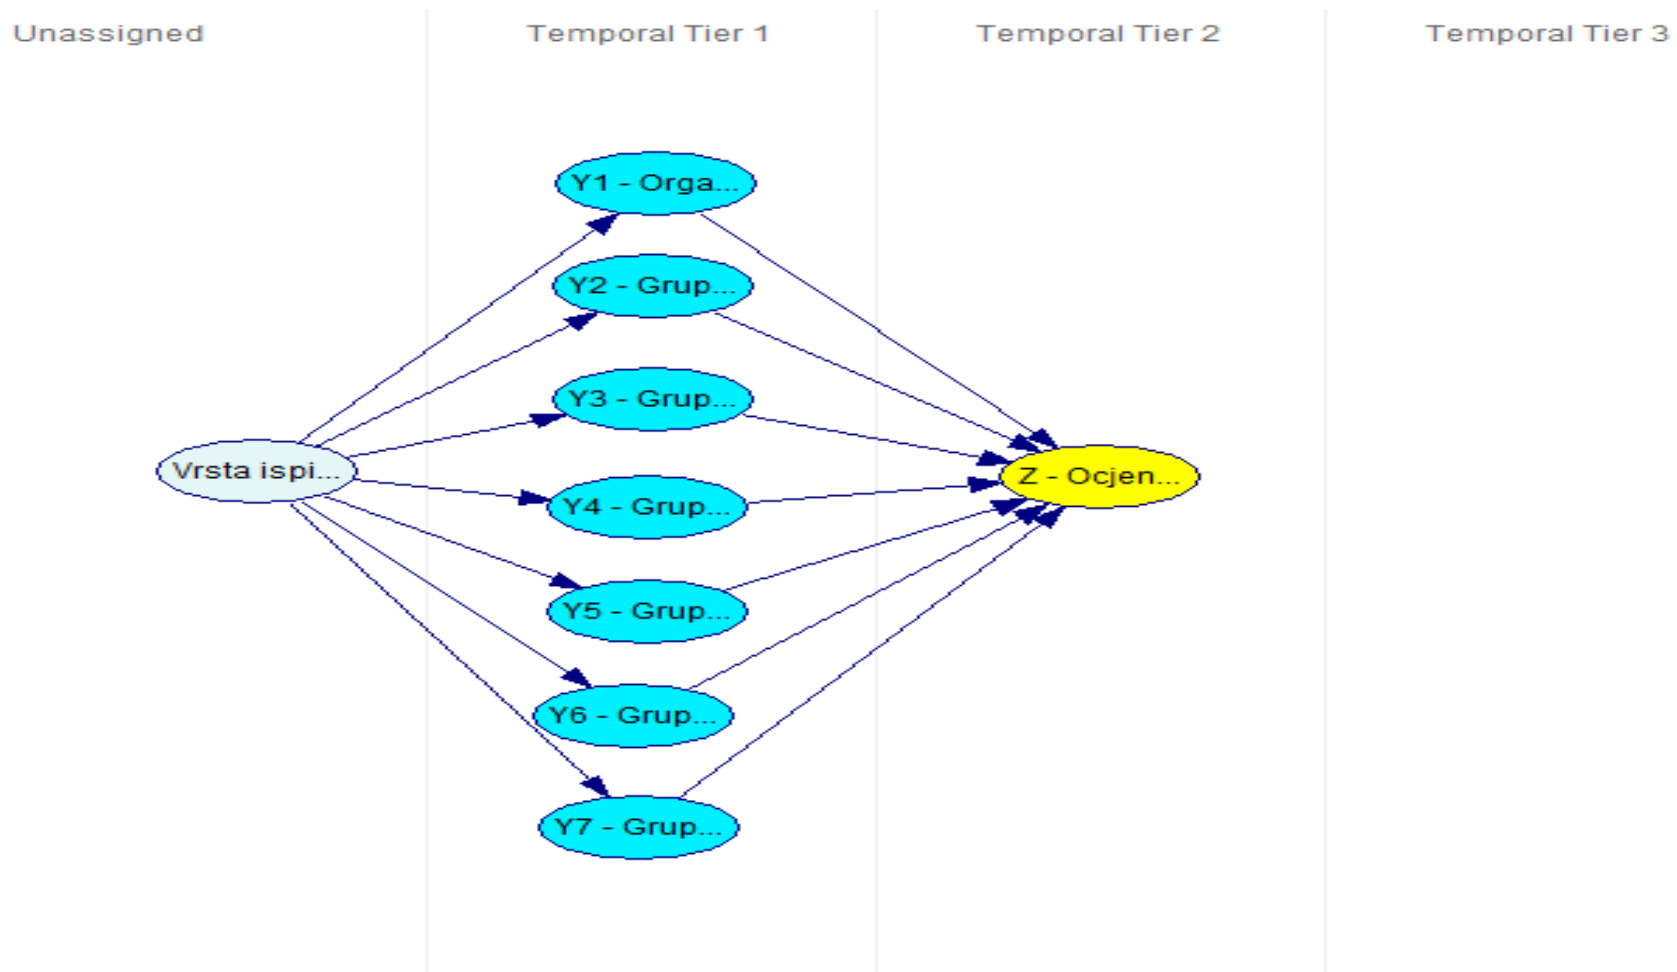 Unassigned
Temporal Tier 1
Temporal Tier 2
Temporal Tier 3
Y1 - Orga...
Y2 - Grup...
Y3 - Grup...
Vrsta ispi...
Z - Ocjen...
Y4 - Grup...
Y5 - Grup...
Y6 - Grup...
Y7 - Grup...